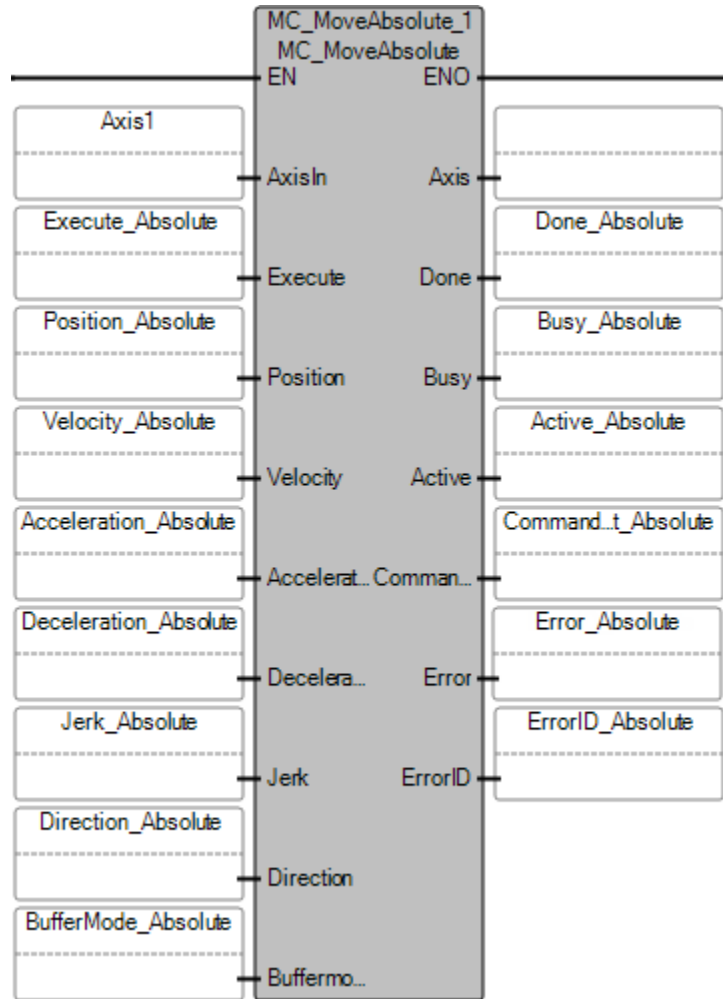 MC_MoveAbsolute_1
MC_MoveAbsolute
EN ENO
Axis1
AxisIn Axis
Execute_Absolute Done_Absolute
Execute Done
Position_Absolute Busy_Absolute
Position Busy
Velocity_Absolute Active_Absolute
Velocity Active
Acceleration_Absolute Command...t_Absolute
Accelerat... Comman...
Deceleration_Absolute Error_Absolute
Decelera... Error
Jerk_Absolute ErrorID_Absolute
Jerk ErrorID
Direction_Absolute
Direction
BufferMode_Absolute
Buffermo...